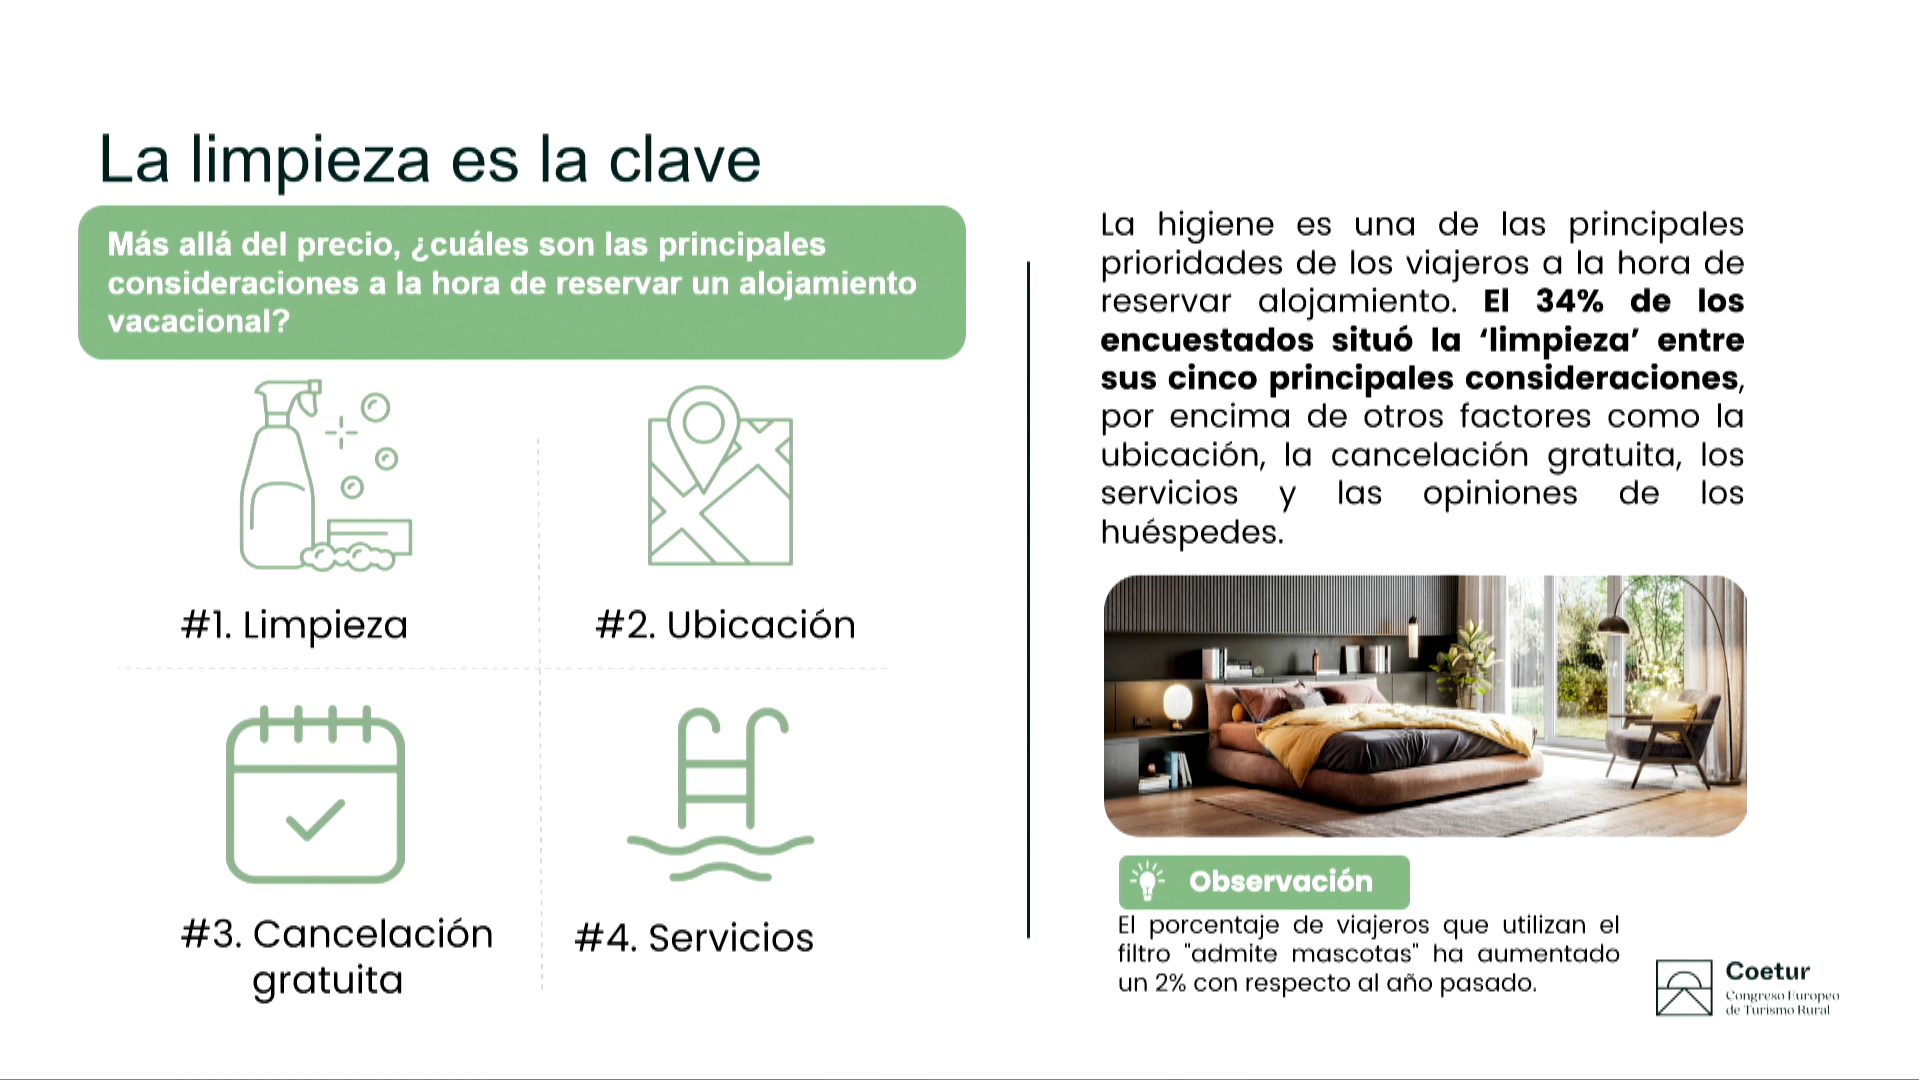 La limpieza es la clave
Más allá del precio, ¿cuáles son las principales
consideraciones a la hora de reservar un alojamiento
vacacional?
#1. Limpieza
#2. Ubicación
#3. Cancelación
gratuita
#4. Servicios
La higiene es una de las principales
prioridades de los viajeros a la hora de
reservar alojamiento. El 34% de los
encuestados situó la ‘limpieza’ entre
sus cinco principales consideraciones,
por encima de otros factores como la
ubicación, la cancelación gratuita, los
servicios y las opiniones de los
huéspedes.
Observación
El porcentaje de viajeros que utilizan el
filtro "admite mascotas" ha aumentado
un 2% con respecto al año pasado.
Coetur
Congreso Europeo
de Turismo Rural